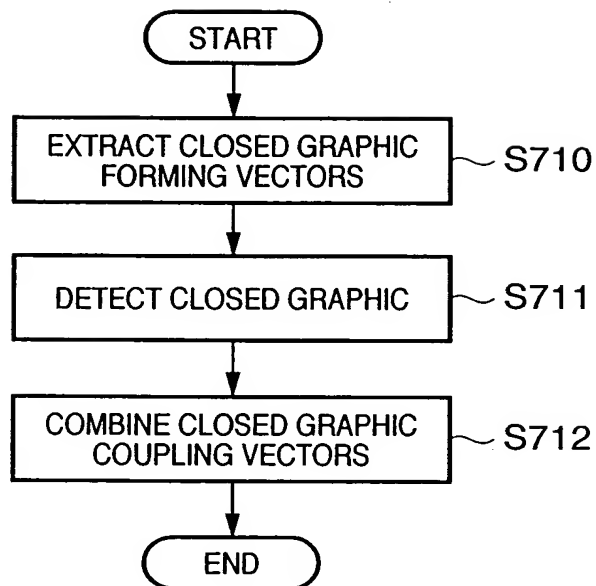 START
EXTRACT CLOSED GRAPHIC
FORMING VECTORS
S710
DETECT CLOSED GRAPHIC
S711
COMBINE CLOSED GRAPHIC
COUPLING VECTORS
S712
END